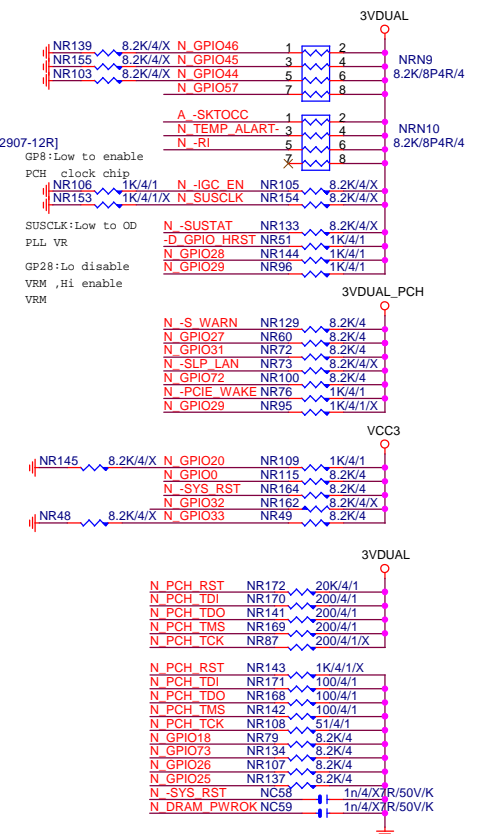 3VDUAL
NR139 8.2K/4/X N_GPIO46 1 2
NR155 8.2K/4/X N_GPIO45 3 4 NRN9
NR103 8.2K/4/X N_GPIO44 5 6 8.2K/8P4R/4
N_GPIO57 7 8
A_-SKTOCC 1 2
N_TEMP_ALART- 3 4 NRN10
2907-12R] N_-RI 5 6 8.2K/8P4R/4
GP8:Low to enable 7 8
PCH clock chip
NR106 1K/4/1 N_-IGC_EN NR105 8.2K/4/X
NR153 1K/4/1/X N_SUSCLK NR154 8.2K/4/X
SUSCLK:Low to OD N_-SUSTAT NR133 8.2K/4/X
PLL VR -D_GPIO_HRST NR51 1K/4/1
N_GPIO28 NR144 1K/4/1
GP28:Lo disable N_GPIO29 NR96 1K/4/1
VRM ,Hi enable
VRM
3VDUAL_PCH
N_-S_WARN NR129 8.2K/4
N_GPIO27 NR60 8.2K/4
N_GPIO31 NR72 8.2K/4
N_-SLP_LAN NR73 8.2K/4/X
N_GPIO72 NR100 8.2K/4
N_-PCIE_WAKE NR76 1K/4/1
N_GPIO29 NR95 1K/4/1/X
VCC3
NR145 8.2K/4/X N_GPIO20 NR109 1K/4/1
N_GPIO0 NR115 8.2K/4
N_-SYS_RST NR164 8.2K/4
N_GPIO32 NR162 8.2K/4/X
NR48 8.2K/4/X N_GPIO33 NR49 8.2K/4
3VDUAL
N_PCH_RST NR172 20K/4/1
N_PCH_TDI NR170 200/4/1
N_PCH_TDO NR141 200/4/1
N_PCH_TMS NR169 200/4/1
N_PCH_TCK NR87 200/4/1/X
N_PCH_RST NR143 1K/4/1/X
N_PCH_TDI NR171 100/4/1
N_PCH_TDO NR168 100/4/1
N_PCH_TMS NR142 100/4/1
N_PCH_TCK NR108 51/4/1
N_GPIO18 NR79 8.2K/4
N_GPIO73 NR134 8.2K/4
N_GPIO26 NR107 8.2K/4
N_GPIO25 NR137 8.2K/4
N_-SYS_RST NC58 1n/4/X7R/50V/K
N_DRAM_PWROK NC59 1n/4/X7R/50V/K